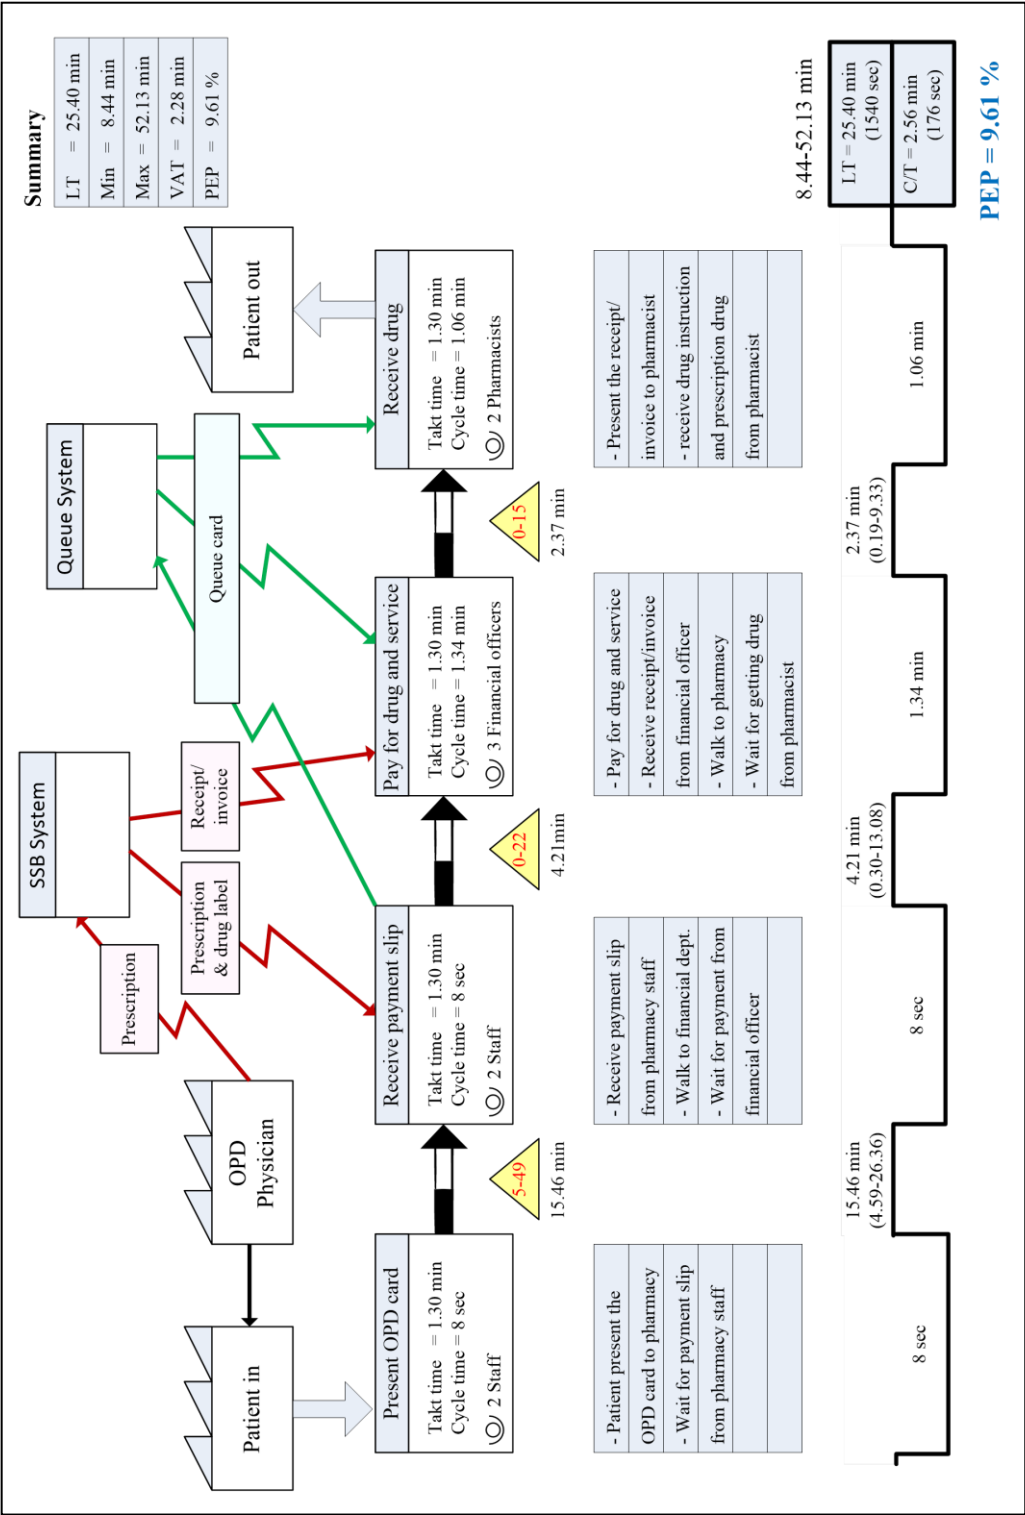 Summary
LT = 25.40 min
Min = 8.44 min
Max = 52.13 min
VAT = 2.28 min
PEP = 9.61 %
SSB System
Queue System
Prescription
Prescription
& drug label
Receipt/
invoice
Queue card
Patient in
OPD
Physician
Patient out
Present OPD card
Takt time = 1.30 min
Cycle time = 8 sec
2 Staff
5-49
15.46 min
Receive payment slip
Takt time = 1.30 min
Cycle time = 8 sec
2 Staff
0-22
4.21min
Pay for drug and service
Takt time = 1.30 min
Cycle time = 1.34 min
3 Financial officers
0-15
2.37 min
Receive drug
Takt time = 1.30 min
Cycle time = 1.06 min
2 Pharmacists
- Patient present the
OPD card to pharmacy
- Wait for payment slip
from pharmacy staff
- Receive payment slip
from pharmacy staff
- Walk to financial dept.
- Wait for payment from
financial officer
- Pay for drug and service
- Receive receipt/invoice
from financial officer
- Walk to pharmacy
- Wait for getting drug
from pharmacist
- Present the receipt/
invoice to pharmacist
- receive drug instruction
and prescription drug
from pharmacist
8 sec
15.46 min
(4.59-26.36)
8 sec
4.21 min
(0.30-13.08)
1.34 min
2.37 min
(0.19-9.33)
1.06 min
8.44-52.13 min
LT = 25.40 min
(1540 sec)
C/T = 2.56 min
(176 sec)
PEP = 9.61 %